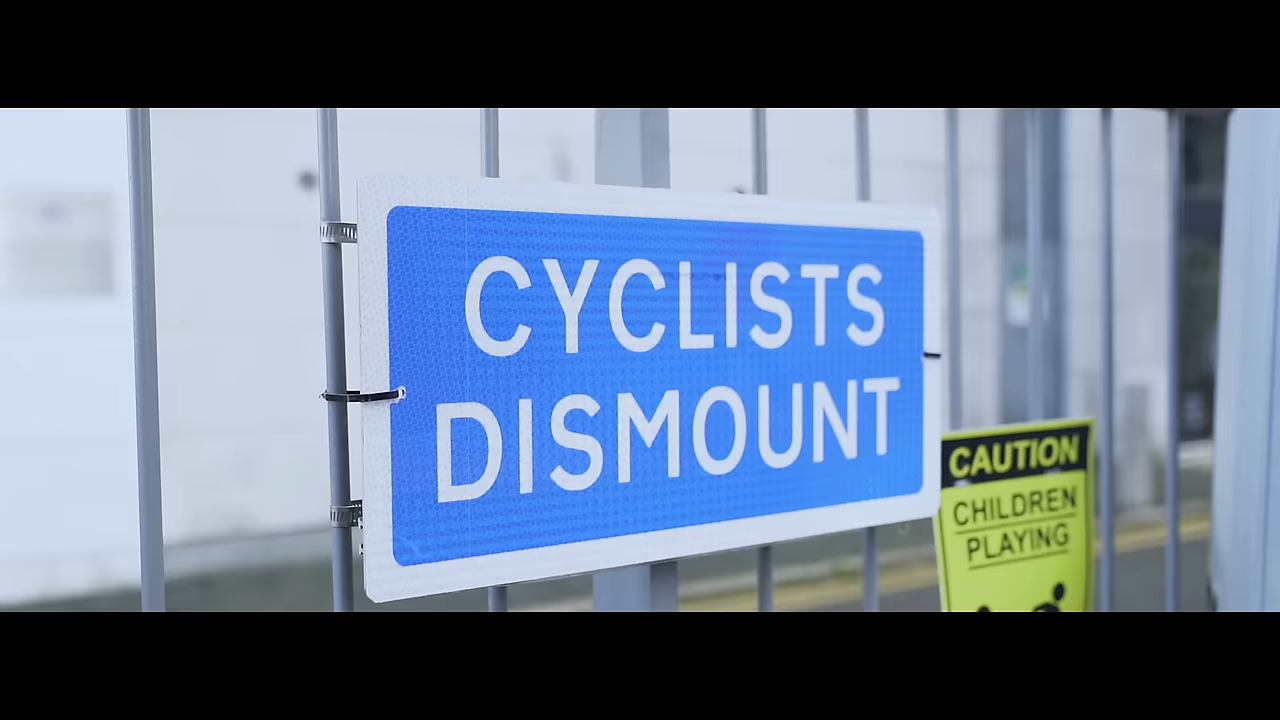 CYCLISTS
DISMOUNT
CAUTION
CHILDREN
PLAYING